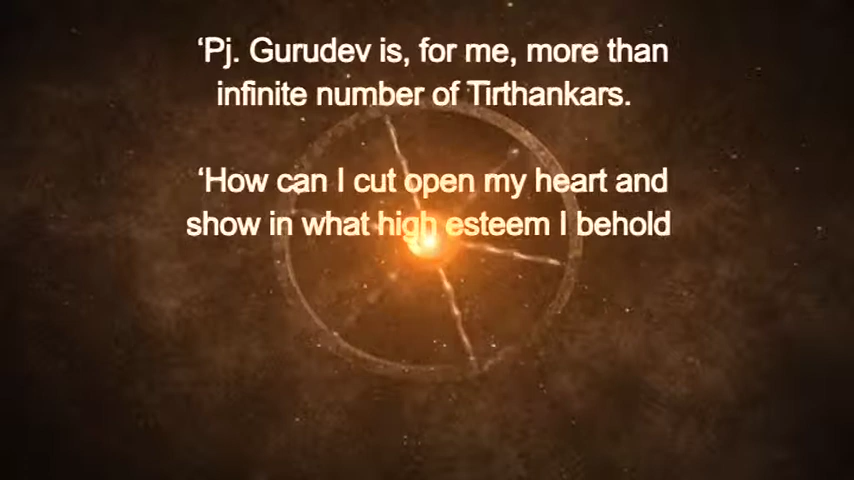 ‘Pj. Gurudev is, for me, more than
infinite number of Tirthankars.
‘How can I cut open my heart and
show in what high esteem I behold